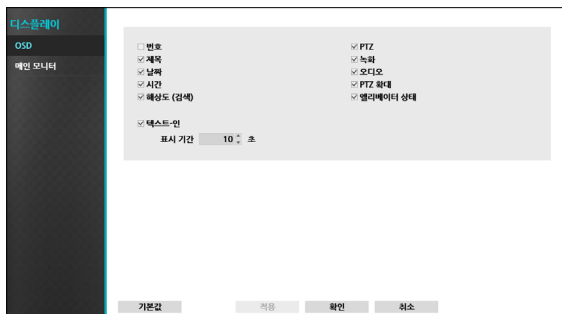 디스플레이
OSD
메인 모니터
번호
제목
날짜
시간
해상도 (검색)
PTZ
녹화
오디오
PTZ 확대
엘리베이터 상태
텍스트-인
표시 기간 10 초
기본값 적용 확인 취소